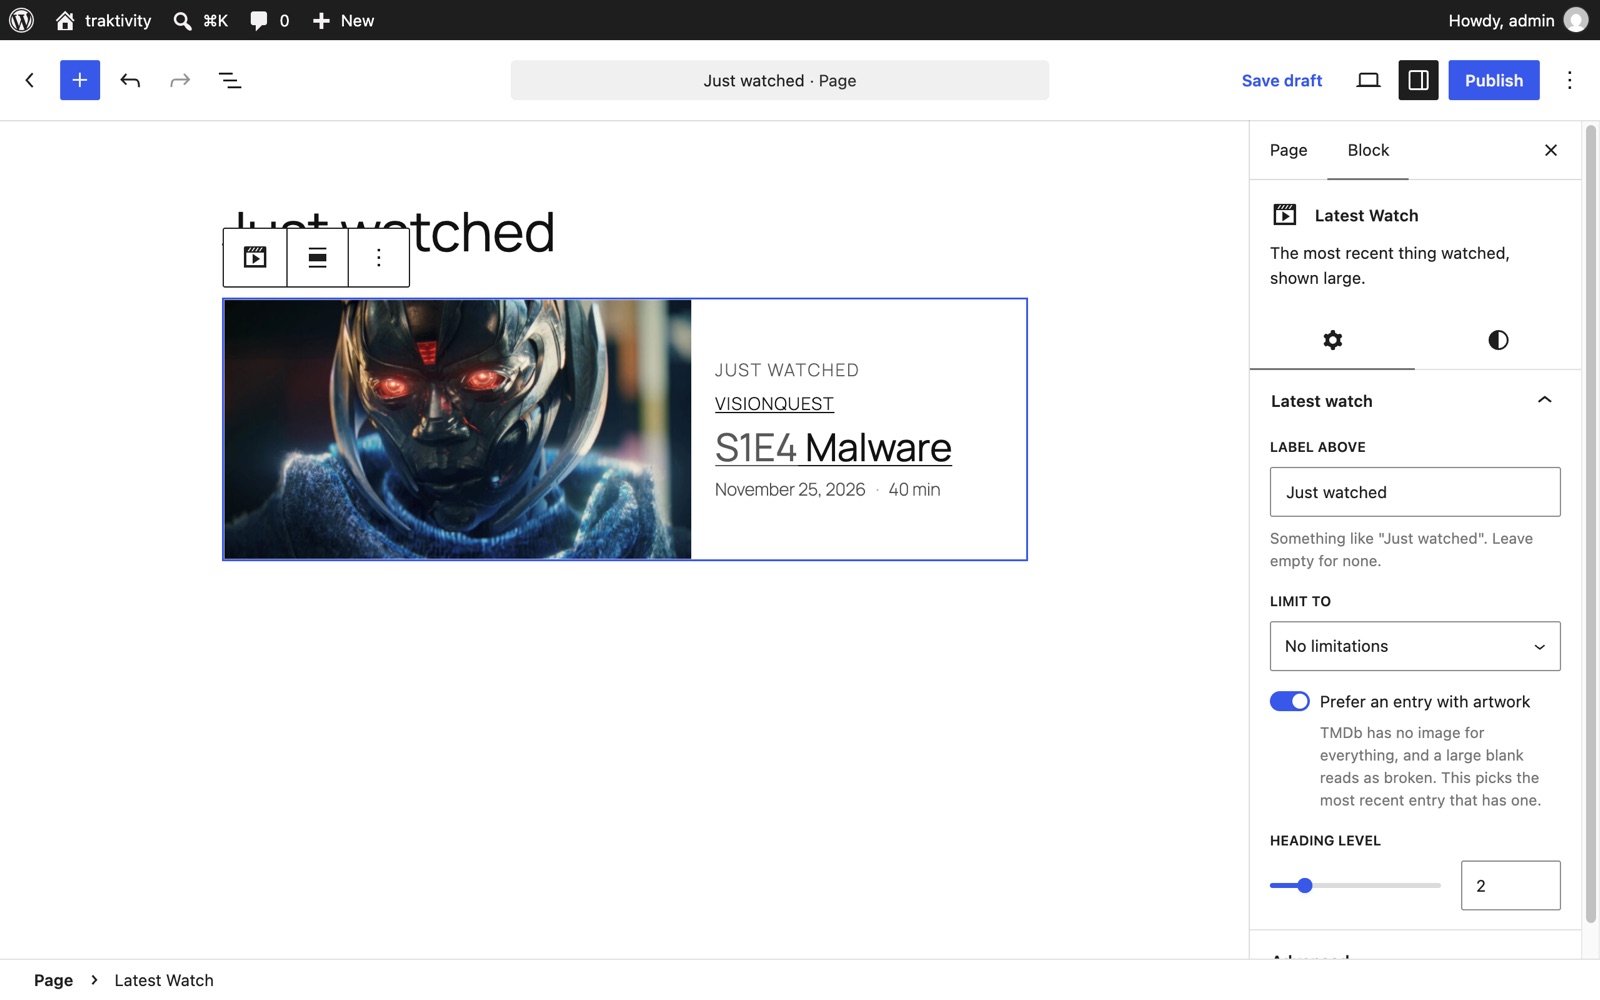 traktivity
⌘K
0
New
Howdy, admin
Just watched · Page
Save draft
Publish
Page
Block
Latest Watch
The most recent thing watched,
shown large.
Just watched
JUST WATCHED
VISIONQUEST
S1E4 Malware
November 25, 2026 · 40 min
Latest watch
LABEL ABOVE
Just watched
Something like "Just watched". Leave
empty for none.
LIMIT TO
No limitations
Prefer an entry with artwork
TMDb has no image for
everything, and a large blank
reads as broken. This picks the
most recent entry that has one.
HEADING LEVEL
2
Advanced
Page
Latest Watch